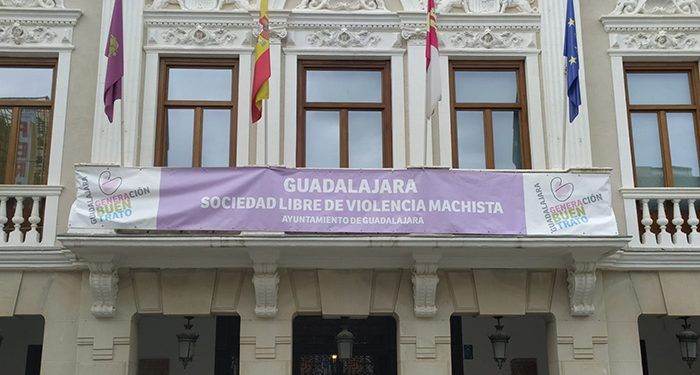 GUADALAJARA
GENERACIÓN
BUEN
TRATO
GUADALAJARA
SOCIEDAD LIBRE DE VIOLENCIA MACHISTA
AYUNTAMIENTO DE GUADALAJARA
GUADALAJARA
GENERACIÓN
BUEN
TRATO